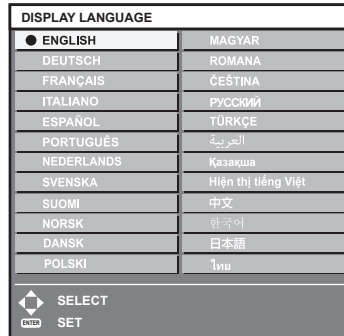 DISPLAY LANGUAGE
ENGLISH
DEUTSCH
FRANÇAIS
ITALIANO
ESPAÑOL
PORTUGUÊS
NEDERLANDS
SVENSKA
SUOMI
NORSK
DANSK
POLSKI
MAGYAR
ROMANA
ČEŠTINA
РУССКИЙ
TÜRKÇE
العربية
Қазақша
Hiện thị tiếng Việt
中文
한국어
日本語
ไทย
SELECT
ENTER SET